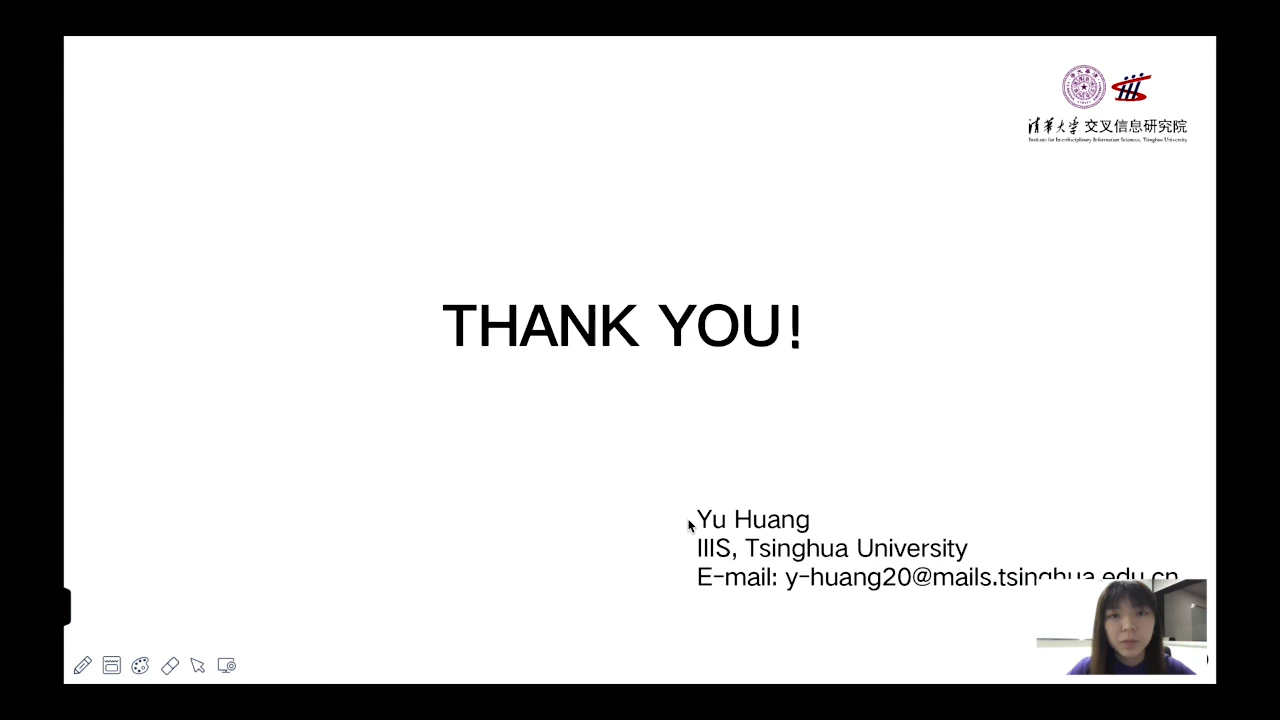 清华大学 交叉信息研究院
Institute for Interdisciplinary Information Sciences, Tsinghua University
THANK YOU!
Yu Huang
IIIS, Tsinghua University
E-mail: y-huang20@mails.tsinghua.edu.cn